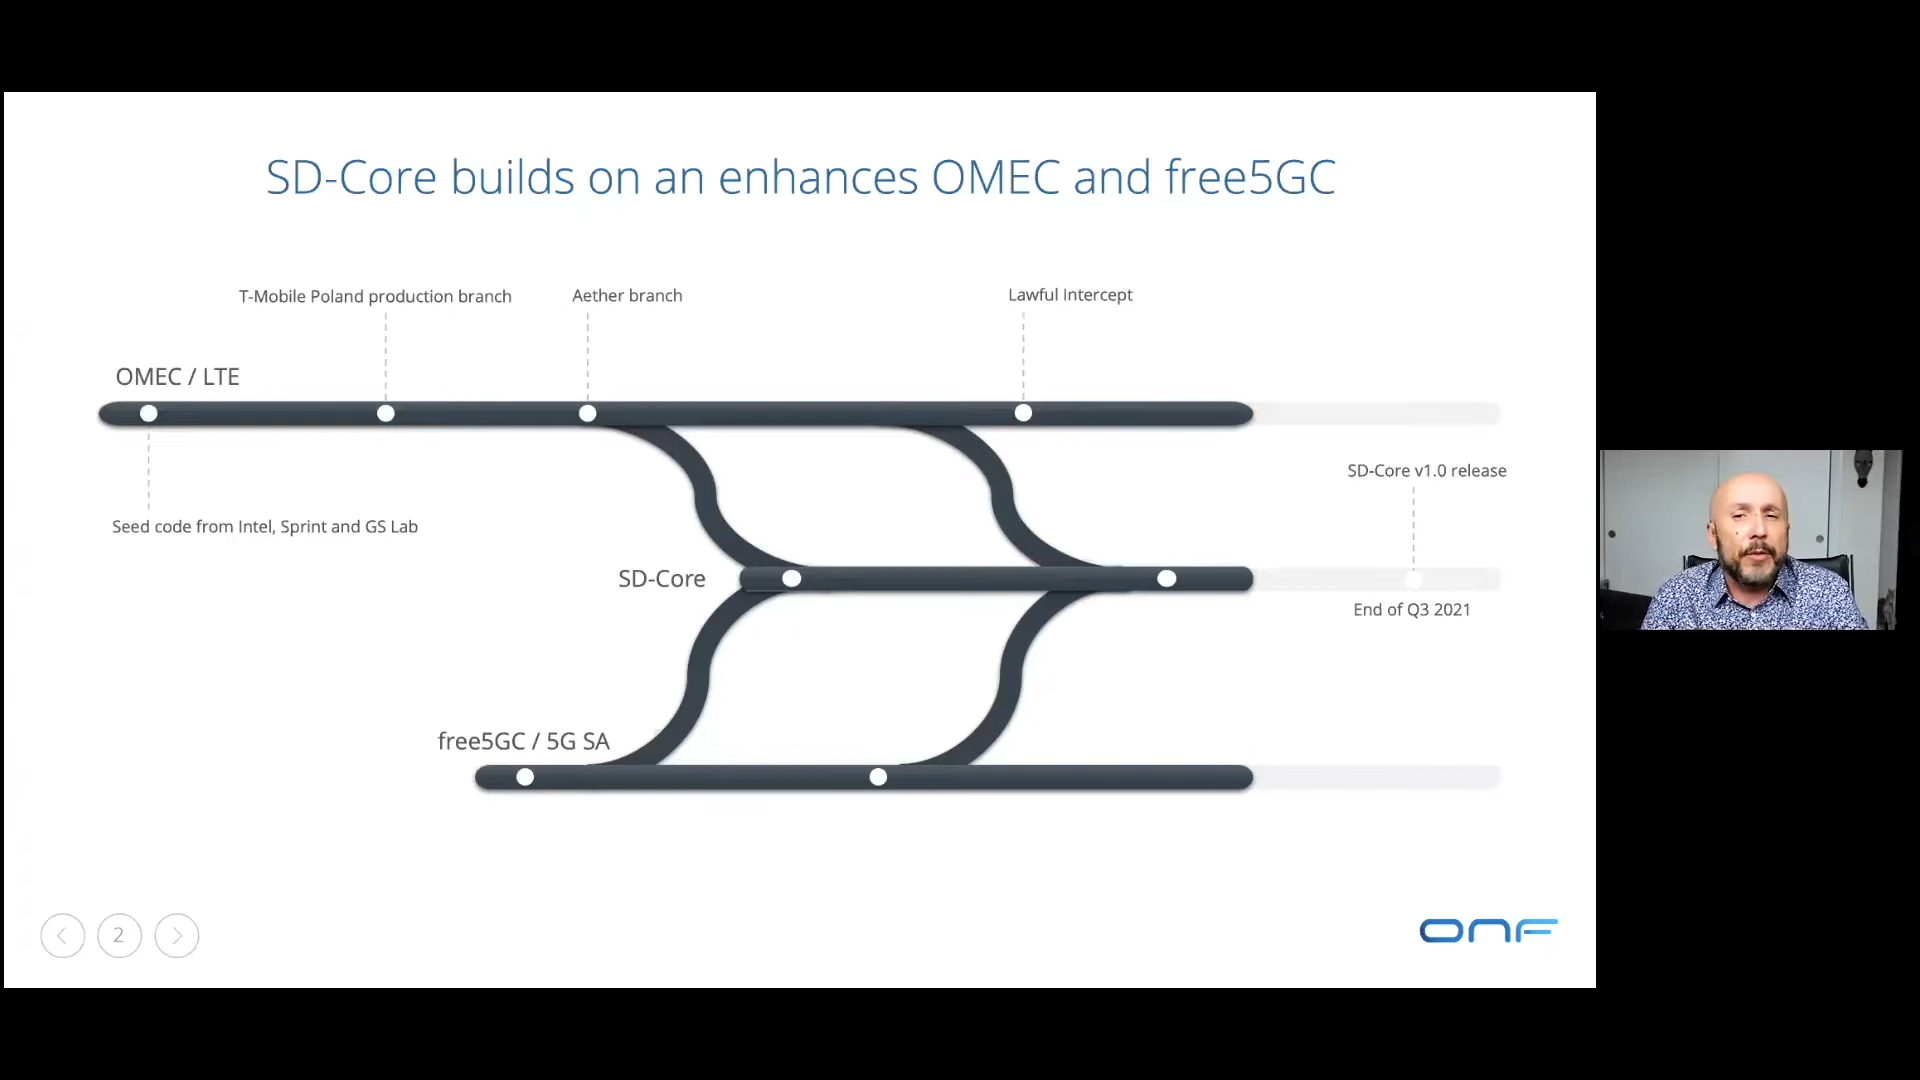 SD-Core builds on an enhances OMEC and free5GC
T-Mobile Poland production branch
Aether branch
Lawful Intercept
OMEC / LTE
SD-Core v1.0 release
Seed code from Intel, Sprint and GS Lab
SD-Core
End of Q3 2021
free5GC / 5G SA
2
ONF